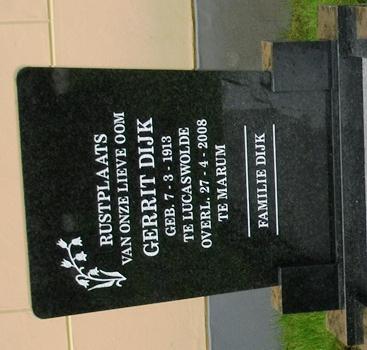 RUSTPLAATS
VAN ONZE LIEVE OOM
GERRIT DIJK
GEB. 7 - 3 - 1913
TE LUCASWOLDE
OVERL. 27 - 4 - 2008
TE MARUM
FAMILIE DIJK